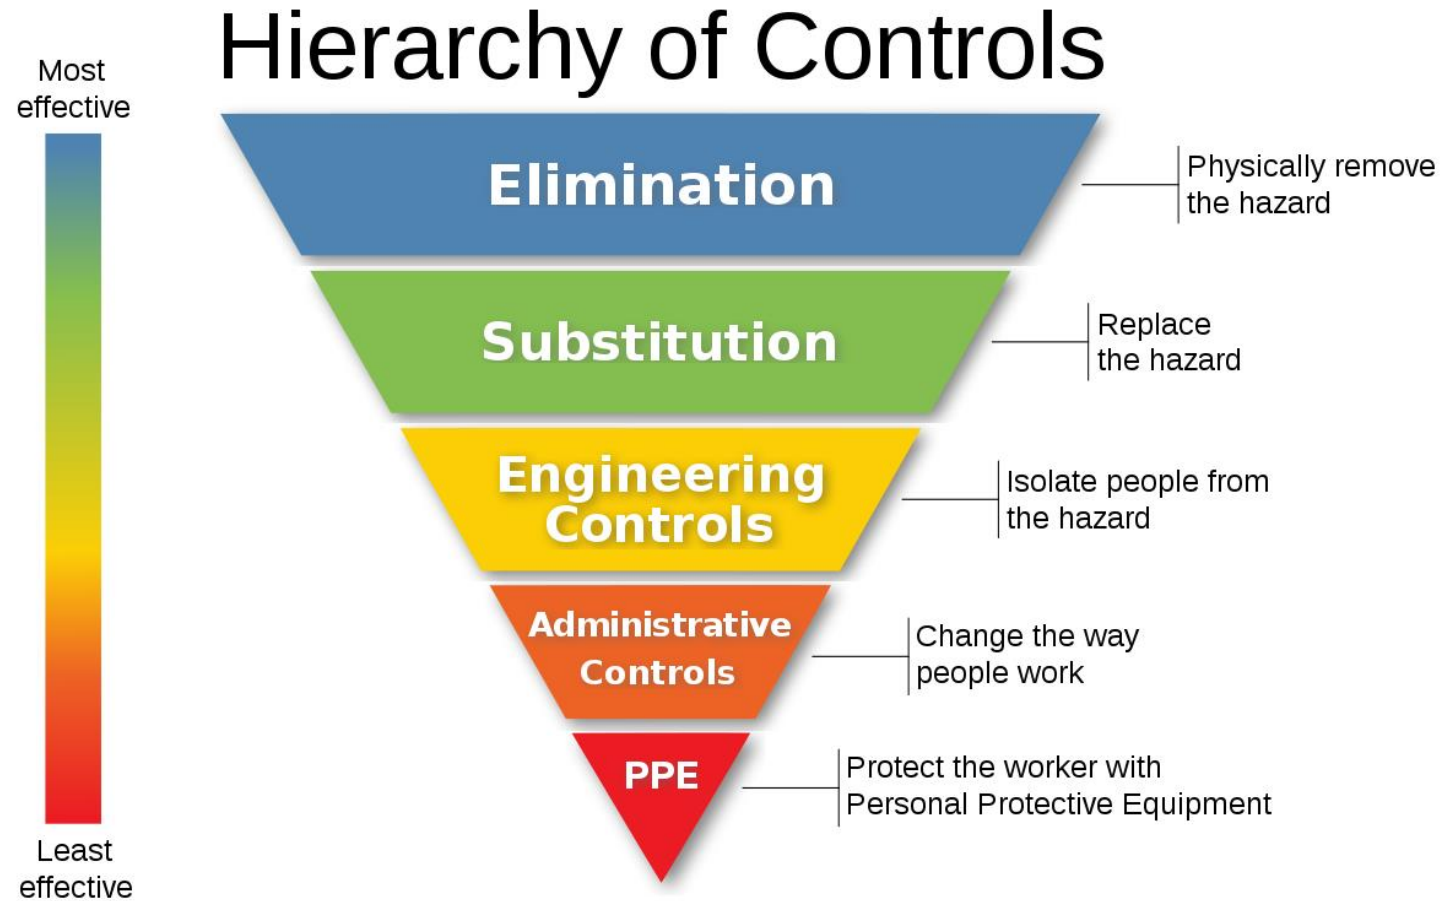 Hierarchy of Controls
Most
effective
Elimination
Physically remove
the hazard
Substitution
Replace
the hazard
Engineering
Controls
Isolate people from
the hazard
Administrative
Controls
Change the way
people work
PPE
Protect the worker with
Personal Protective Equipment
Least
effective